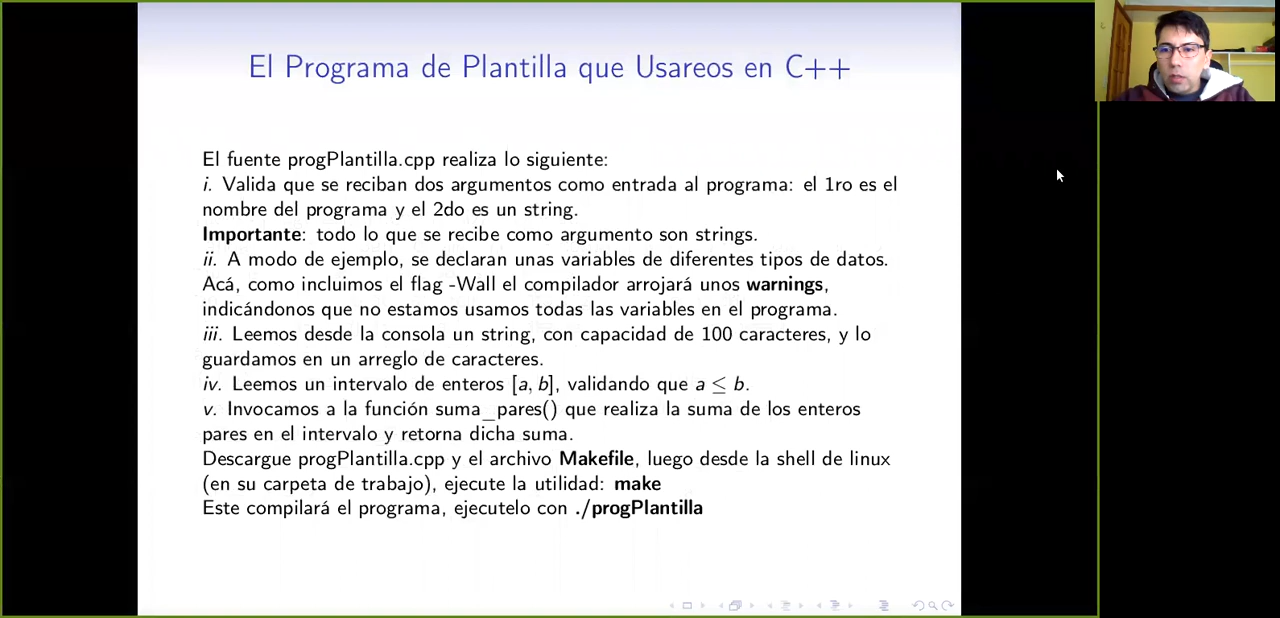 El Programa de Plantilla que Usareos en C++
El fuente progPlantilla.cpp realiza lo siguiente:
i. Valida que se reciban dos argumentos como entrada al programa: el 1ro es el
nombre del programa y el 2do es un string.
Importante: todo lo que se recibe como argumento son strings.
ii. A modo de ejemplo, se declaran unas variables de diferentes tipos de datos.
Acá, como incluimos el flag -Wall el compilador arrojará unos warnings,
indicándonos que no estamos usamos todas las variables en el programa.
iii. Leemos desde la consola un string, con capacidad de 100 caracteres, y lo
guardamos en un arreglo de caracteres.
iv. Leemos un intervalo de enteros [a, b], validando que a ≤ b.
v. Invocamos a la función suma_pares() que realiza la suma de los enteros
pares en el intervalo y retorna dicha suma.
Descargue progPlantilla.cpp y el archivo Makefile, luego desde la shell de linux
(en su carpeta de trabajo), ejecute la utilidad: make
Este compilará el programa, ejecutelo con ./progPlantilla